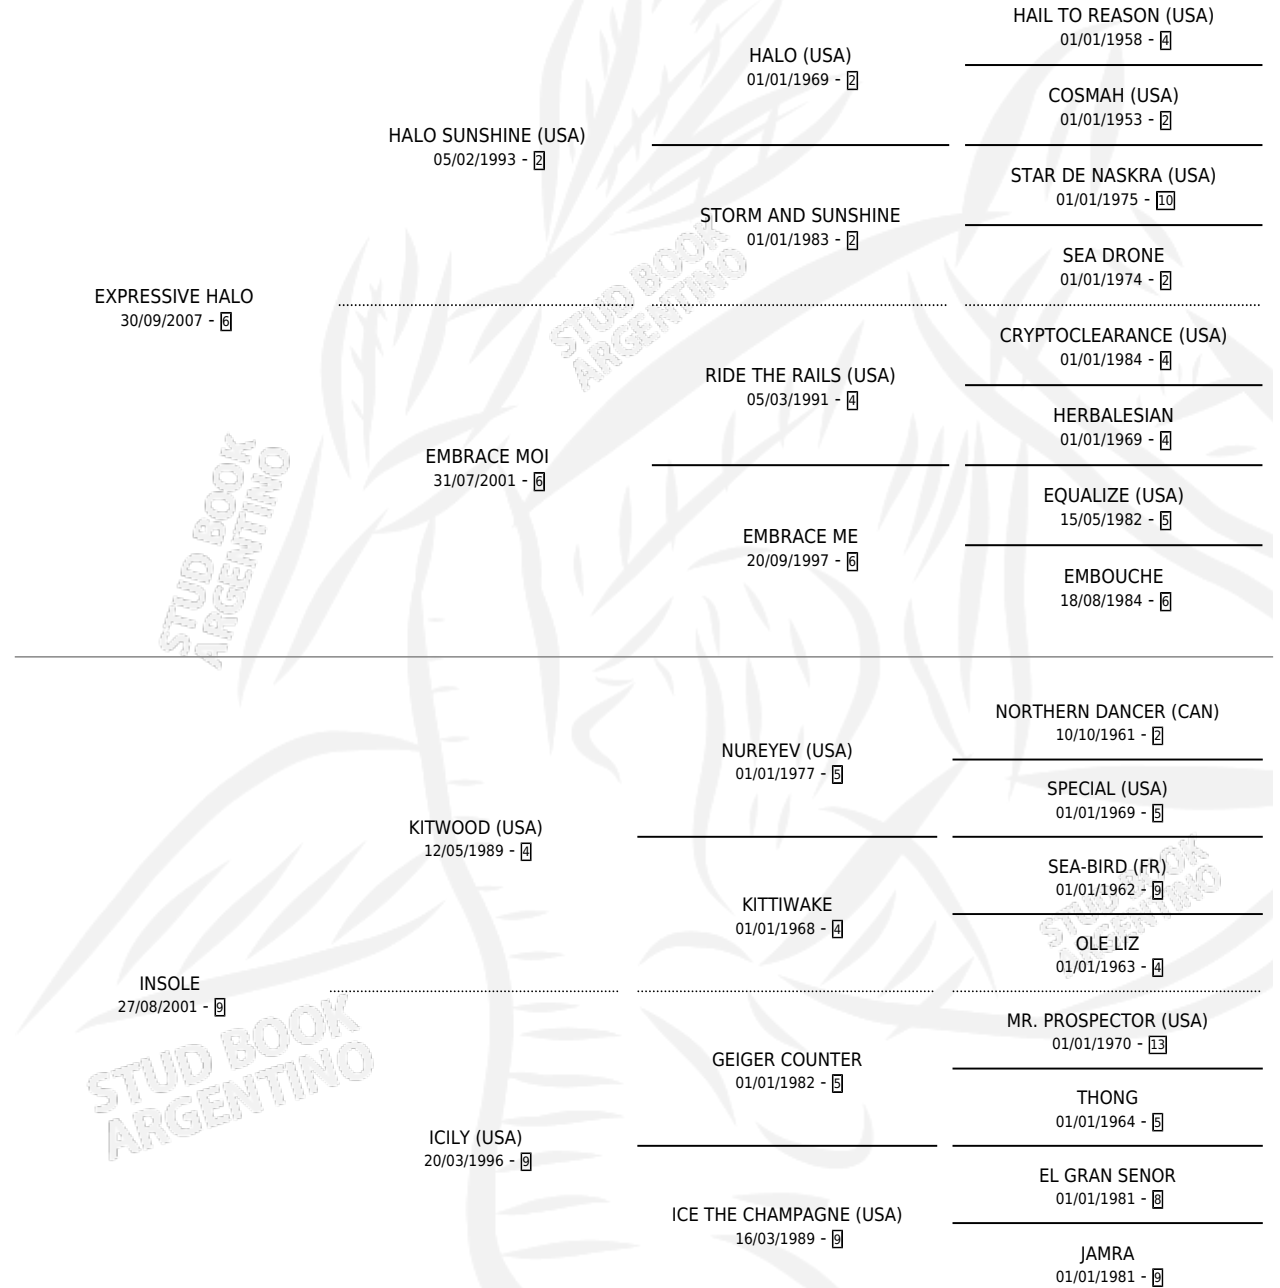 HAIL TO REASON (USA)
01/01/1958 - 4
HALO (USA)
01/01/1969 - 2
COSMAH (USA)
01/01/1953 - 2
HALO SUNSHINE (USA)
05/02/1993 - 2
STAR DE NASKRA (USA)
01/01/1975 - 10
STORM AND SUNSHINE
01/01/1983 - 2
SEA DRONE
01/01/1974 - 2
EXPRESSIVE HALO
30/09/2007 - 6
CRYPTOCLEARANCE (USA)
01/01/1984 - 4
RIDE THE RAILS (USA)
05/03/1991 - 4
HERBALESIAN
01/01/1969 - 4
EMBRACE MOI
31/07/2001 - 6
EQUALIZE (USA)
15/05/1982 - 5
EMBRACE ME
20/09/1997 - 6
EMBOUCHE
18/08/1984 - 6
STUD BOOK
ARGENTINO
STUD BOOK
ARGENTINO
NORTHERN DANCER (CAN)
10/10/1961 - 2
NUREYEV (USA)
01/01/1977 - 5
SPECIAL (USA)
01/01/1969 - 5
KITWOOD (USA)
12/05/1989 - 4
SEA-BIRD (FR)
01/01/1962 - 9
KITTIWAKE
01/01/1968 - 4
OLE LIZ
01/01/1963 - 4
INSOLE
27/08/2001 - 9
MR. PROSPECTOR (USA)
01/01/1970 - 13
GEIGER COUNTER
01/01/1982 - 5
THONG
01/01/1964 - 5
ICILY (USA)
20/03/1996 - 9
EL GRAN SENOR
01/01/1981 - 8
ICE THE CHAMPAGNE (USA)
16/03/1989 - 9
JAMRA
01/01/1981 - 9
STUD BOOK
ARGENTINO
STUD BOOK
ARGENTINO